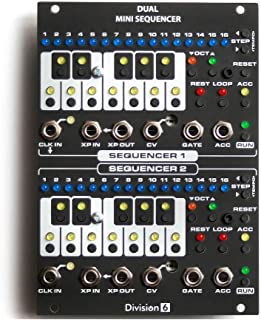 DUAL
MINI SEQUENCER
1 2 3 4 5 6 7 8 9 10 11 12 13 14 15 16
STEP
TEMPO
▼OCT▲
REST LOOP ACC
RESET
CLK IN XP IN XP OUT CV GATE ACC RUN
SEQUENCER 1
SEQUENCER 2
1 2 3 4 5 6 7 8 9 10 11 12 13 14 15 16
STEP
TEMPO
▼OCT▲
RESET
REST LOOP ACC
CLK IN XP IN XP OUT CV GATE ACC RUN
Division 6